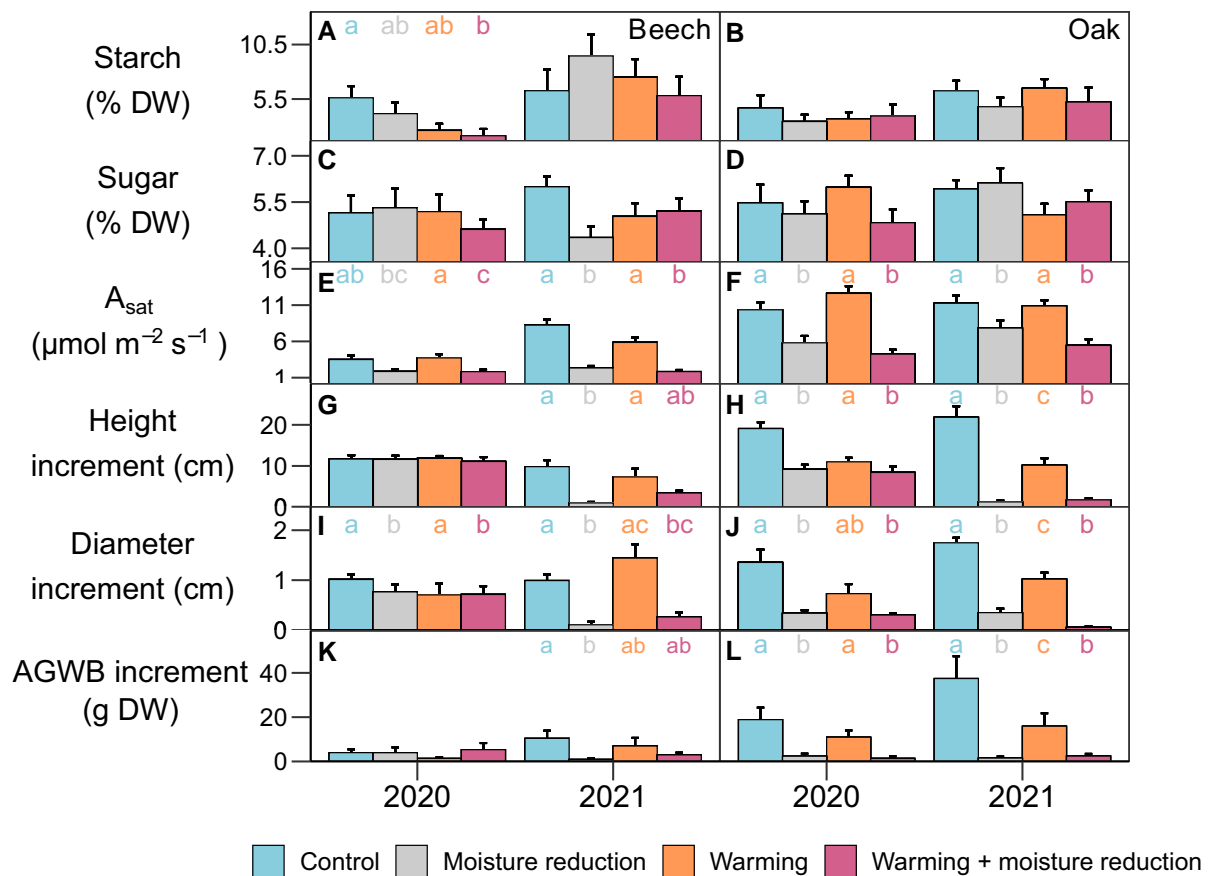 A a ab ab b Beech B Oak
Starch
(% DW)
10.5
5.5
C D
Sugar
(% DW)
7.0
5.5
4.0
E ab bc a c a b a b F a b a b a b a b
Asat
(μmol m−2 s−1 )
16
11
6
1
G a b a ab H a b a b a b c b
Height
increment (cm)
20
10
0
I a b a b a b ac bc J a b ab b a b c b
Diameter
increment (cm)
2
1
0
K a b ab ab L a b a b a b c b
AGWB increment
(g DW)
40
20
0
2020 2021 2020 2021
Control Moisture reduction Warming Warming + moisture reduction